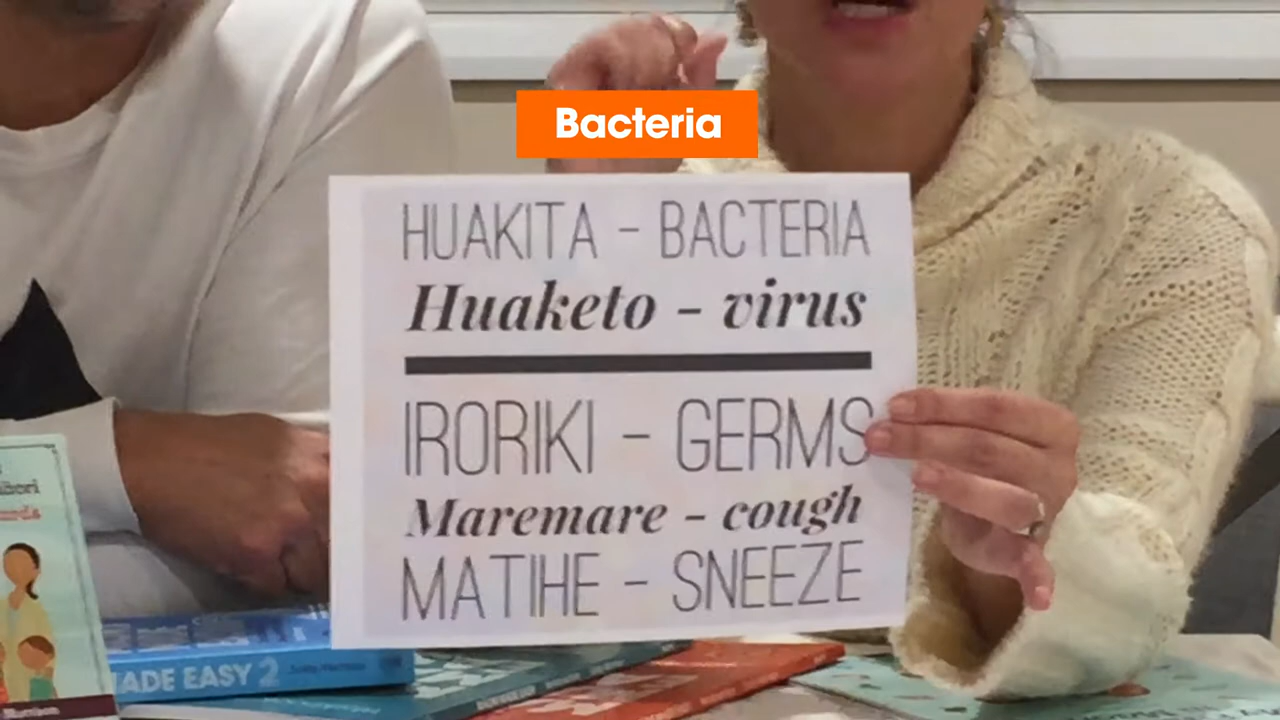 Bacteria
HUAKITA - BACTERIA
Huaketo - virus
IRORIKI - GERMS
Maremare - cough
MATIHE - SNEEZE
ADE EASY 2